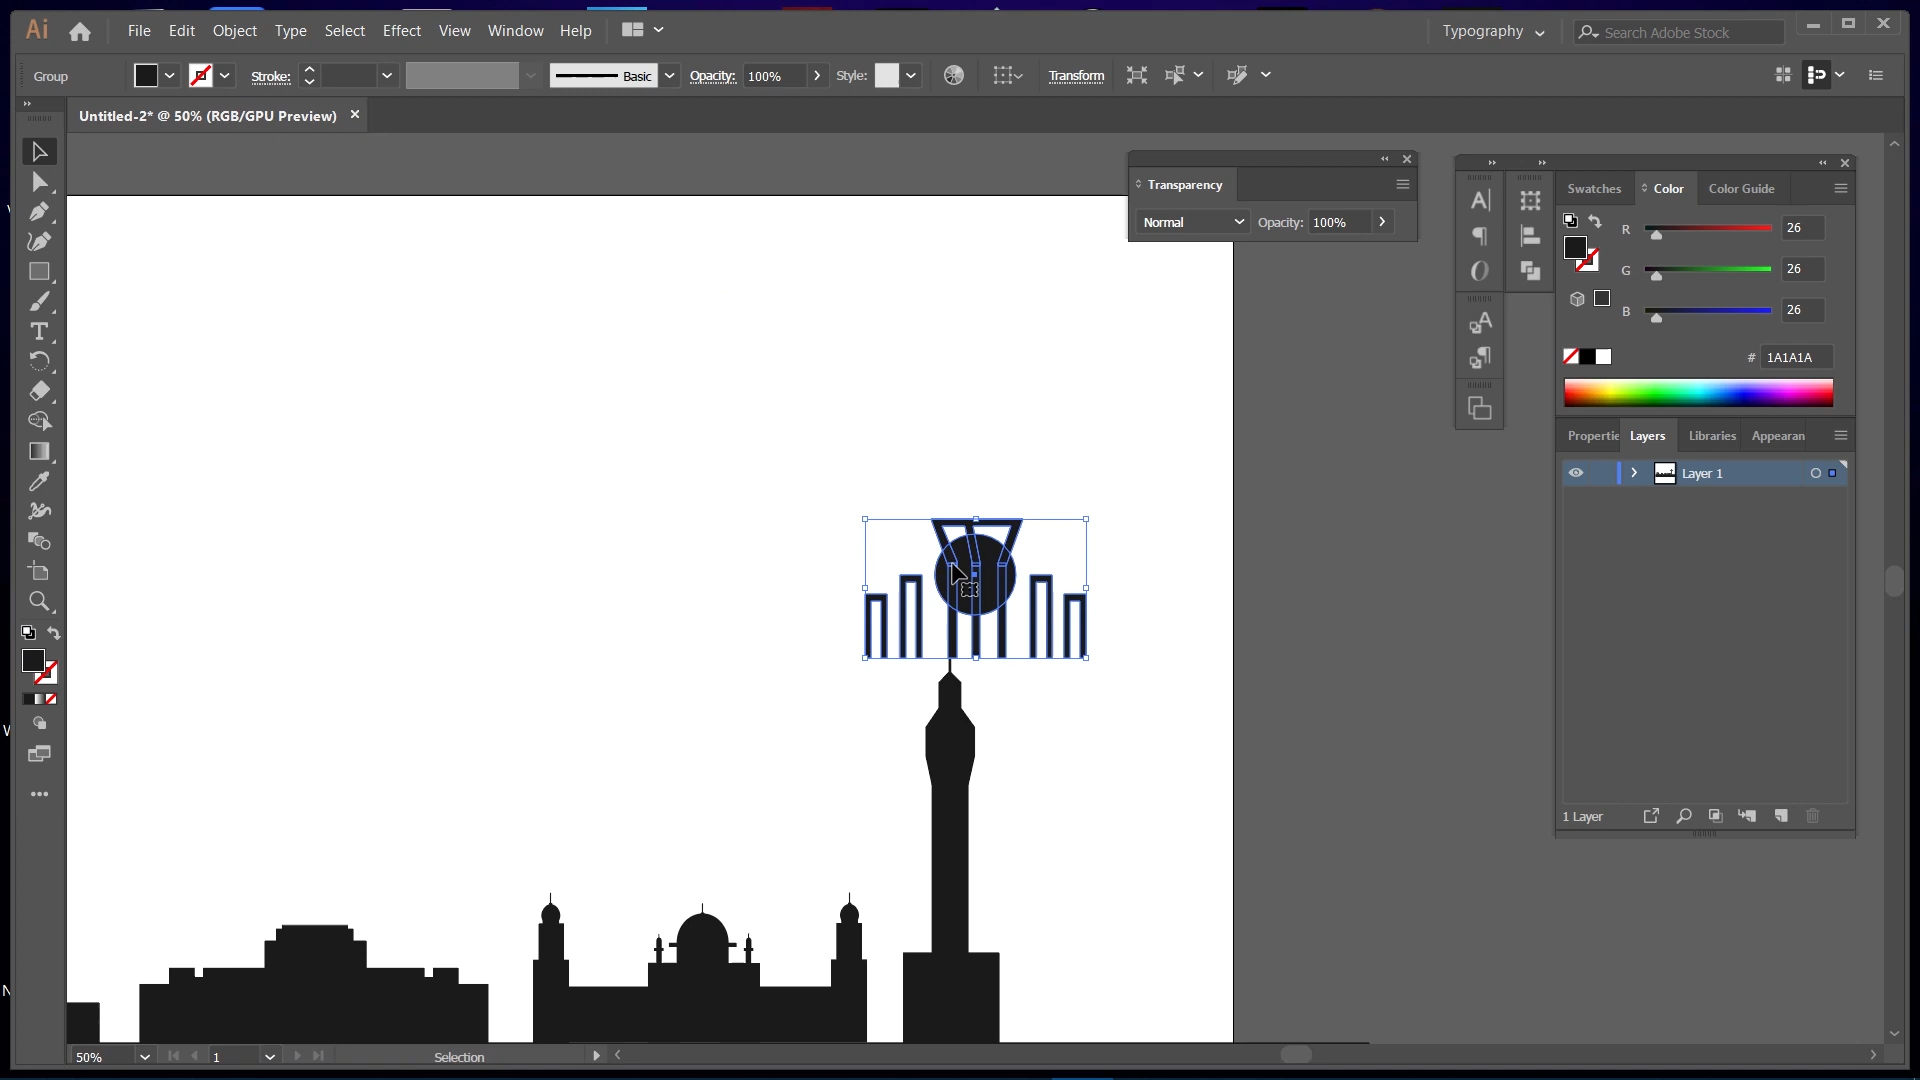 Ai File Edit Object Type Select Effect View Window Help Typography Search Adobe Stock
Group Stroke: Basic Opacity: 100% Style: Transform
Untitled-2* @ 50% (RGB/GPU Preview)
Transparency
Normal Opacity: 100%
Swatches Color Color Guide
R 26
G 26
B 26
# 1A1A1A
Propertie Layers Libraries Appearan
Layer 1
1 Layer
50% 1 Selection